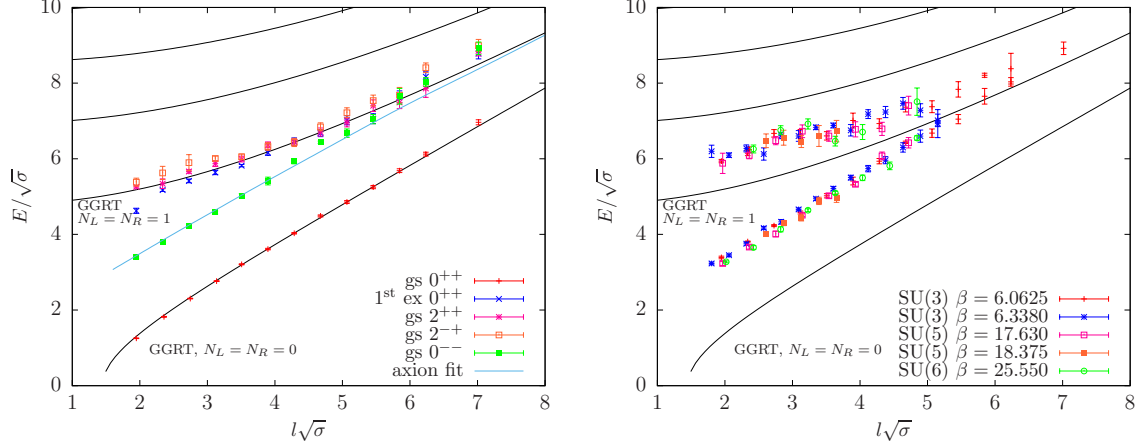 E/√σ
10
8
6
4
2
0
GGRT
N_L = N_R = 1
GGRT, N_L = N_R = 0
gs 0⁺⁺
1ˢᵗ ex 0⁺⁺
gs 2⁺⁺
gs 2⁻⁺
gs 0⁻⁻
axion fit
1 2 3 4 5 6 7 8
l√σ
E/√σ
10
8
6
4
2
0
GGRT
N_L = N_R = 1
GGRT, N_L = N_R = 0
SU(3) β = 6.0625
SU(3) β = 6.3380
SU(5) β = 17.630
SU(5) β = 18.375
SU(6) β = 25.550
1 2 3 4 5 6 7 8
l√σ